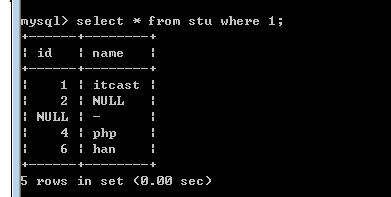 mysql> select * from stu where 1;
+------+--------+
| id   | name   |
+------+--------+
|    1 | itcast |
|    2 | NULL   |
| NULL | -      |
|    4 | php    |
|    6 | han    |
+------+--------+
5 rows in set (0.00 sec)